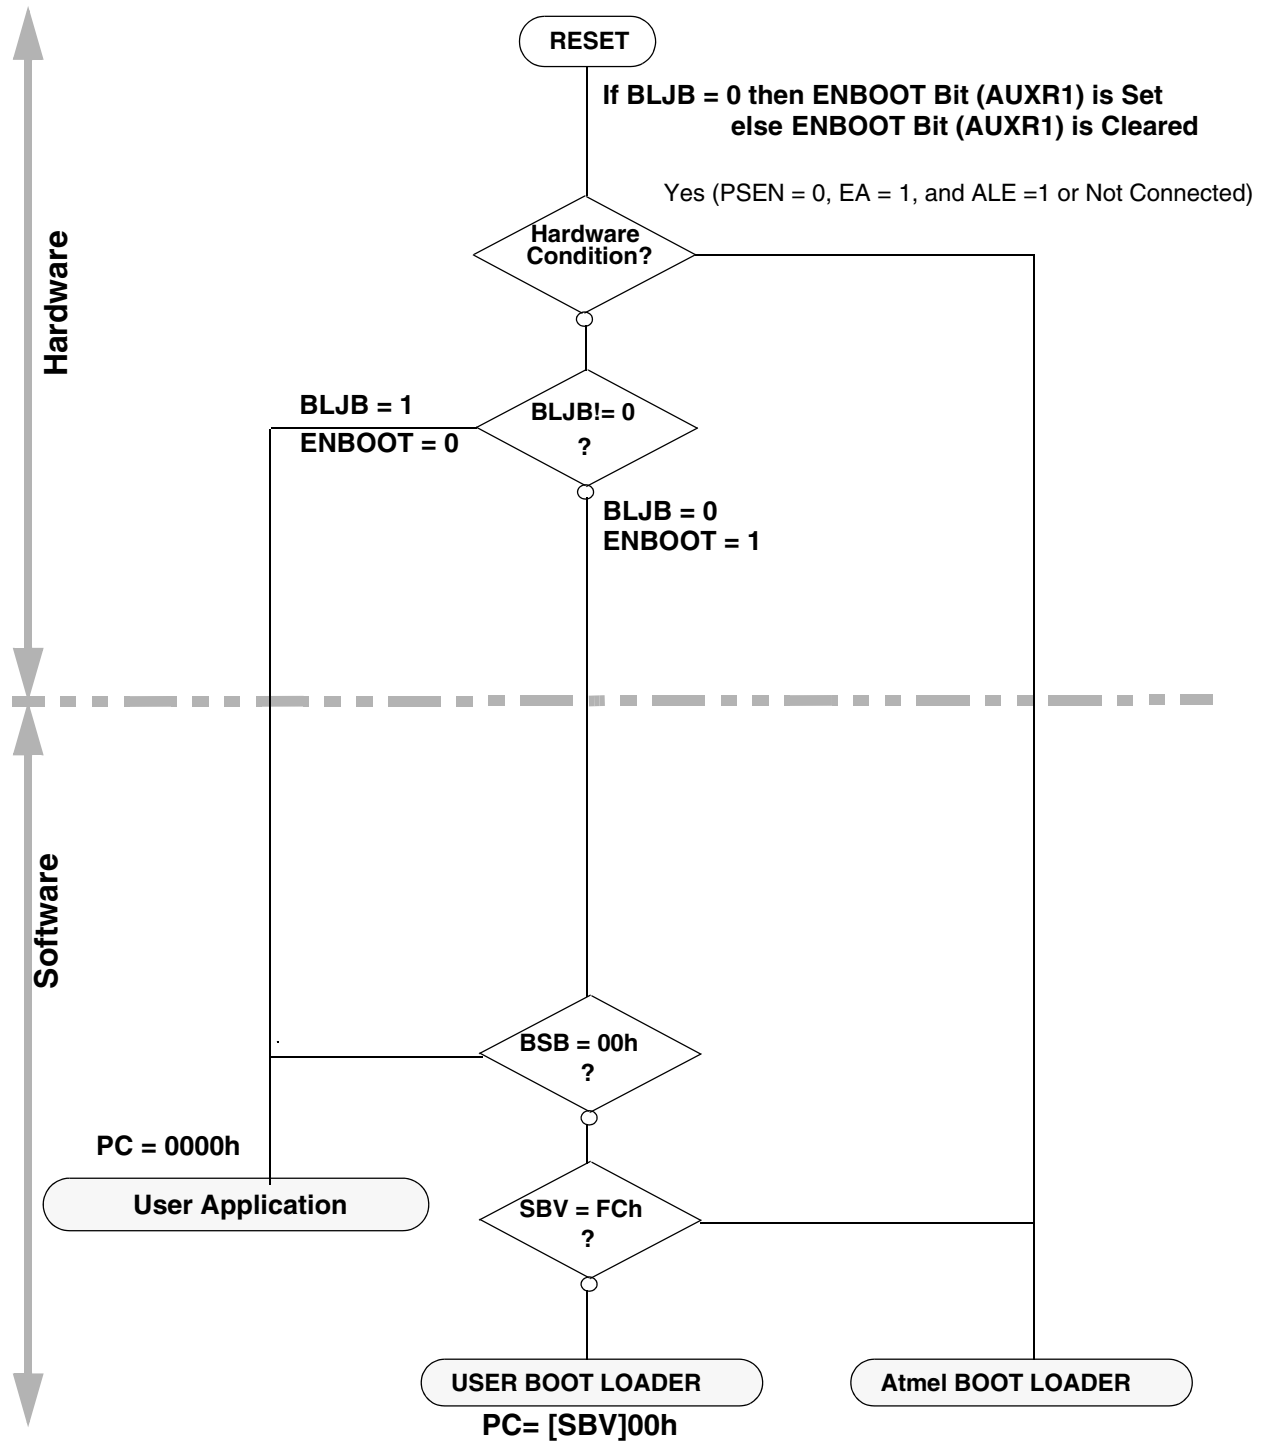 RESET
If BLJB = 0 then ENBOOT Bit (AUXR1) is Set
else ENBOOT Bit (AUXR1) is Cleared
Yes (PSEN = 0, EA = 1, and ALE =1 or Not Connected)
Hardware
Condition?
Hardware
BLJB = 1
ENBOOT = 0
BLJB!= 0
?
BLJB = 0
ENBOOT = 1
Software
BSB = 00h
?
PC = 0000h
User Application
SBV = FCh
?
USER BOOT LOADER
PC= [SBV]00h
Atmel BOOT LOADER